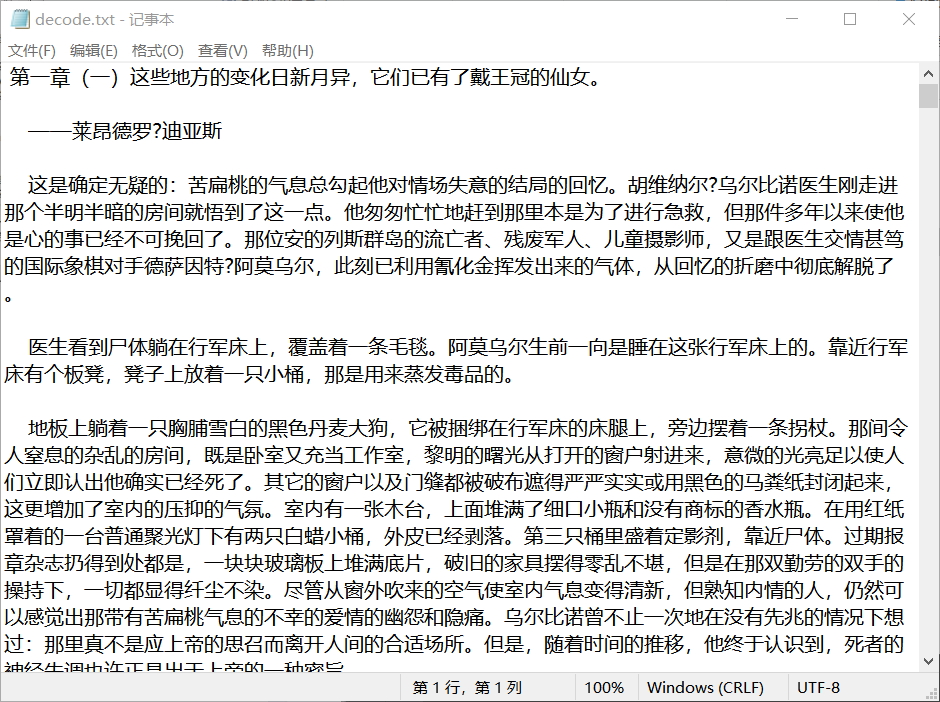 decode.txt - 记事本
文件(F) 编辑(E) 格式(O) 查看(V) 帮助(H)
第一章（一）这些地方的变化日新月异，它们已有了戴王冠的仙女。
——莱昂德罗?迪亚斯
这是确定无疑的：苦扁桃的气息总勾起他对情场失意的结局的回忆。胡维纳尔?乌尔比诺医生刚走进
那个半明半暗的房间就悟到了这一点。他匆匆忙忙地赶到那里本是为了进行急救，但那件多年以来使他
是心的事已经不可挽回了。那位安的列斯群岛的流亡者、残废军人、儿童摄影师，又是跟医生交情甚笃
的国际象棋对手德萨因特?阿莫乌尔，此刻已利用氰化金挥发出来的气体，从回忆的折磨中彻底解脱了
。
医生看到尸体躺在行军床上，覆盖着一条毛毯。阿莫乌尔生前一向是睡在这张行军床上的。靠近行军
床有个板凳，凳子上放着一只小桶，那是用来蒸发毒品的。
地板上躺着一只胸脯雪白的黑色丹麦大狗，它被捆绑在行军床的床腿上，旁边摆着一条拐杖。那间令
人窒息的杂乱的房间，既是卧室又充当工作室，黎明的曙光从打开的窗户射进来，意微的光亮足以使人
们立即认出他确实已经死了。其它的窗户以及门缝都被破布遮得严严实实或用黑色的马粪纸封闭起来，
这更增加了室内的压抑的气氛。室内有一张木台，上面堆满了细口小瓶和没有商标的香水瓶。在用红纸
罩着的一台普通聚光灯下有两只白蜡小桶，外皮已经剥落。第三只桶里盛着定影剂，靠近尸体。过期报
章杂志扔得到处都是，一块块玻璃板上堆满底片，破旧的家具摆得零乱不堪，但是在那双勤劳的双手的
操持下，一切都显得纤尘不染。尽管从窗外吹来的空气使室内气息变得清新，但熟知内情的人，仍然可
以感觉出那带有苦扁桃气息的不幸的爱情的幽怨和隐痛。乌尔比诺曾不止一次地在没有先兆的情况下想
过：那里真不是应上帝的思召而离开人间的合适场所。但是，随着时间的推移，他终于认识到，死者的
神经失调也许正是出于上帝的一种密旨
第 1 行，第 1 列 100% Windows (CRLF) UTF-8